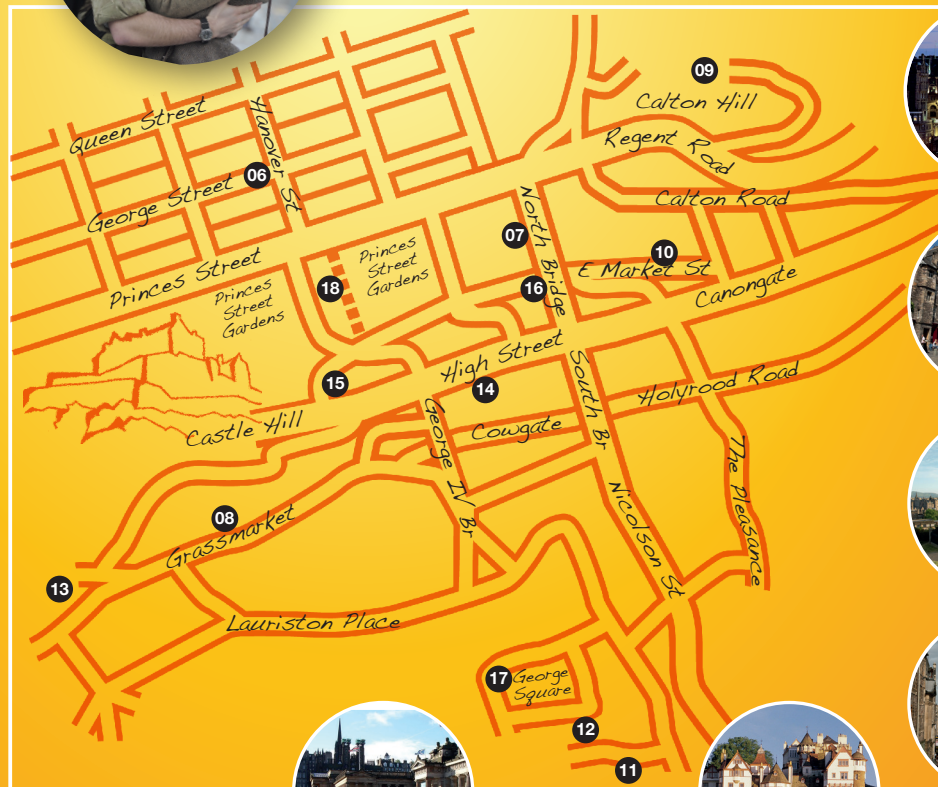 09
Calton Hill
Queen Street
Hanover St
Regent Road
06
George Street
Calton Road
North Bridge
07
Princes Street
Princes
Street
Gardens
10
E Market St
18
16
Canongate
Princes
Street
Gardens
High Street
15
14
South Br
Holyrood Road
Castle Hill
George IV Br
Cowgate
The Pleasance
08
Grassmarket
Nicolson St
13
Lauriston Place
17
George
Square
12
11